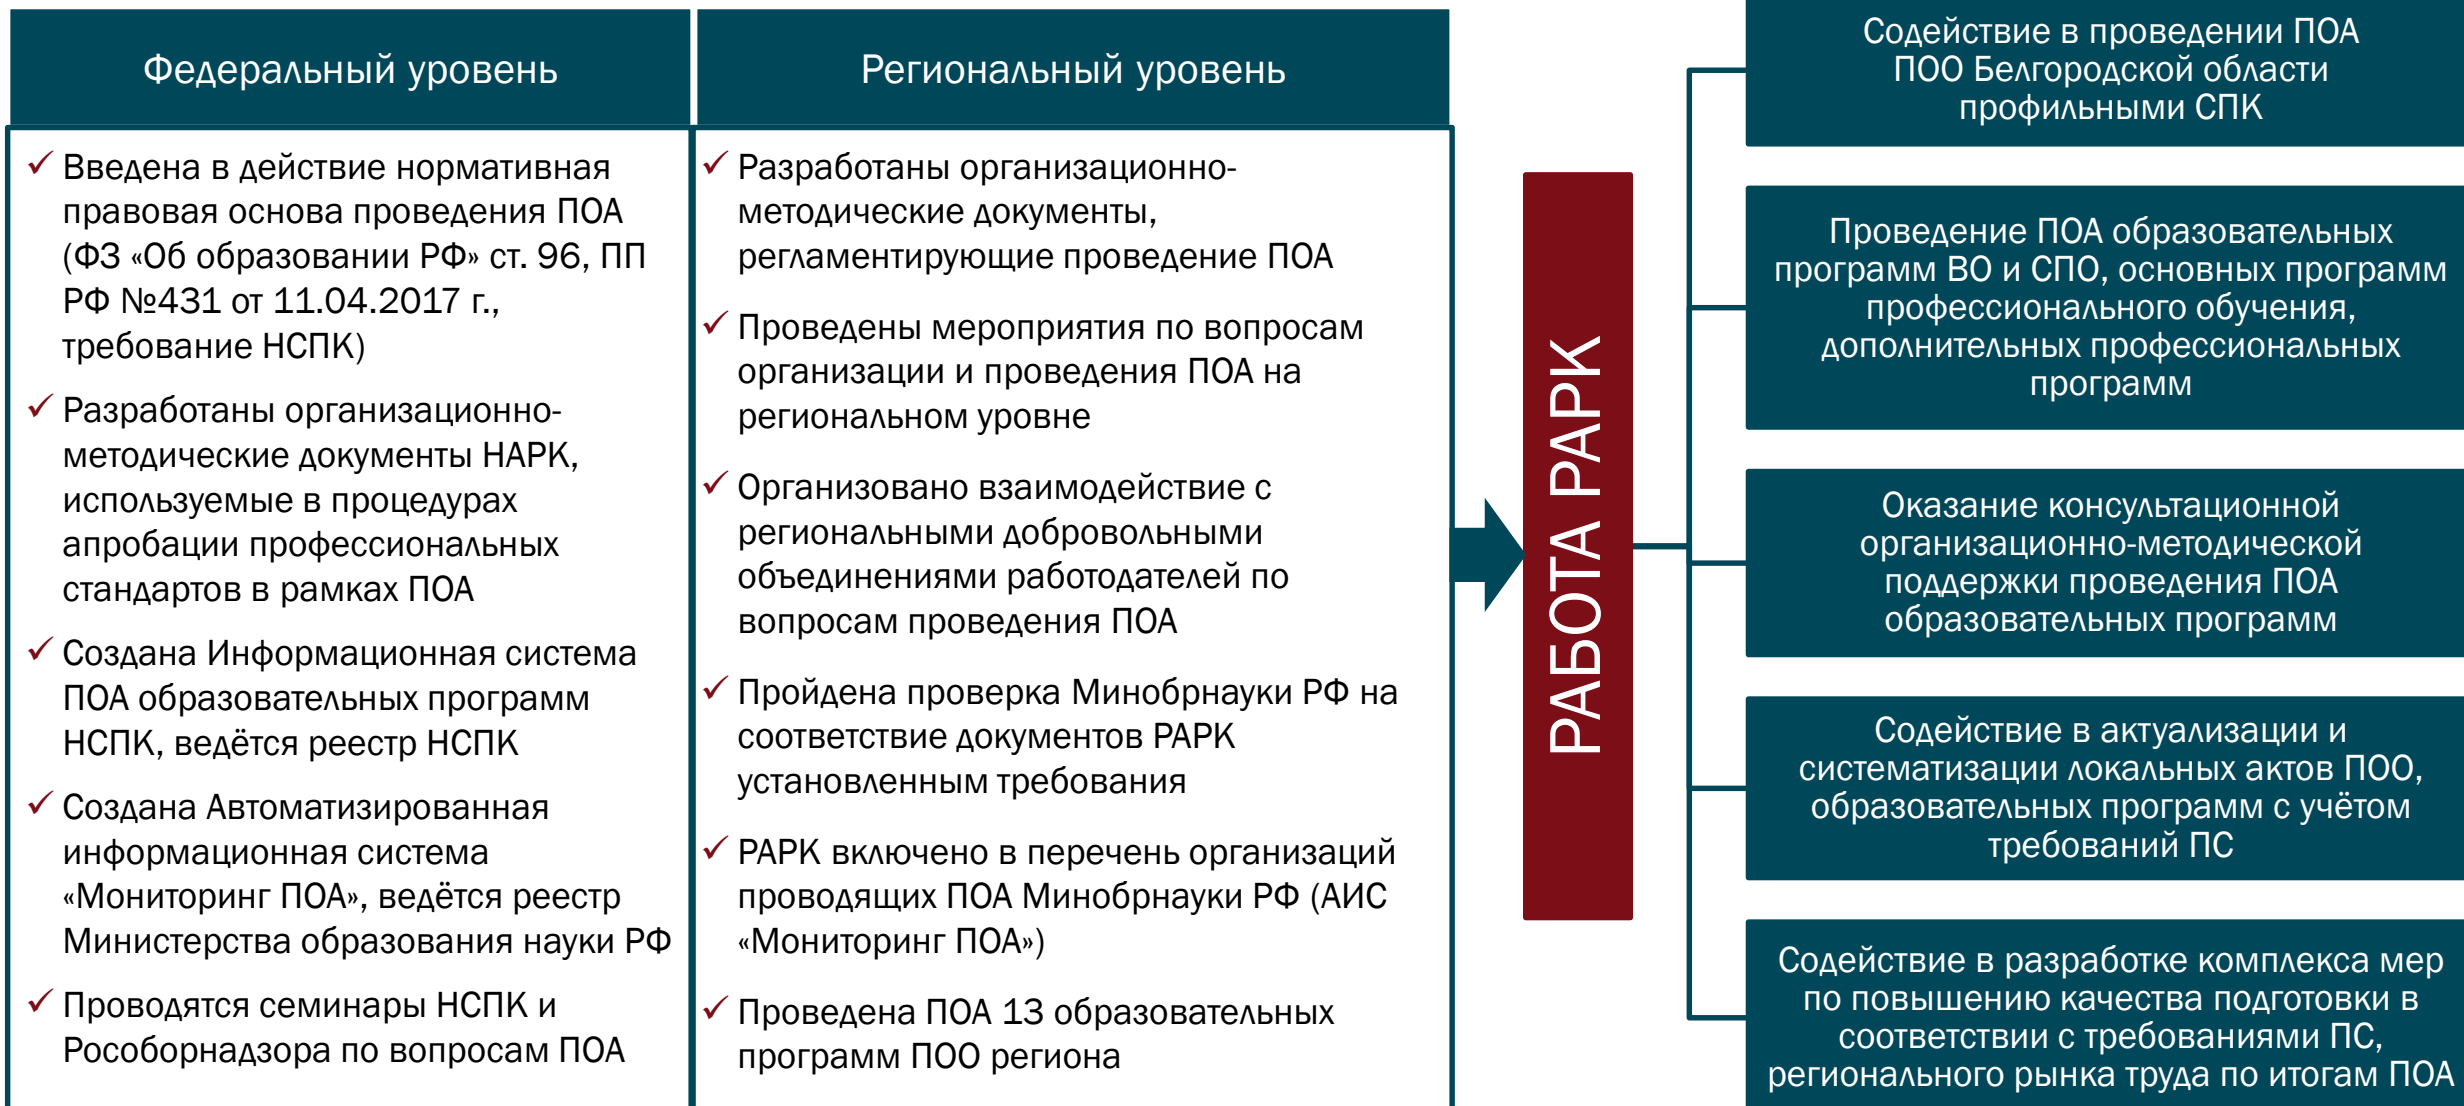 Федеральный уровень
Введена в действие нормативная
правовая основа проведения ПОА
(ФЗ «Об образовании РФ» ст. 96, ПП
РФ №431 от 11.04.2017 г.,
требование НСПК)
Разработаны организационно-
методические документы НАРК,
используемые в процедурах
апробации профессиональных
стандартов в рамках ПОА
Создана Информационная система
ПОА образовательных программ
НСПК, ведётся реестр НСПК
Создана Автоматизированная
информационная система
«Мониторинг ПОА», ведётся реестр
Министерства образования науки РФ
Проводятся семинары НСПК и
Рособорнадзора по вопросам ПОА
Региональный уровень
Разработаны организационно-
методические документы,
регламентирующие проведение ПОА
Проведены мероприятия по вопросам
организации и проведения ПОА на
региональном уровне
Организовано взаимодействие с
региональными добровольными
объединениями работодателей по
вопросам проведения ПОА
Пройдена проверка Минобрнауки РФ на
соответствие документов РАРК
установленным требования
РАРК включено в перечень организаций
проводящих ПОА Минобрнауки РФ (АИС
«Мониторинг ПОА»)
Проведена ПОА 13 образовательных
программ ПОО региона
РАБОТА РАРК
Содействие в проведении ПОА
ПОО Белгородской области
профильными СПК
Проведение ПОА образовательных
программ ВО и СПО, основных программ
профессионального обучения,
дополнительных профессиональных
программ
Оказание консультационной
организационно-методической
поддержки проведения ПОА
образовательных программ
Содействие в актуализации и
систематизации локальных актов ПОО,
образовательных программ с учётом
требований ПС
Содействие в разработке комплекса мер
по повышению качества подготовки в
соответствии с требованиями ПС,
регионального рынка труда по итогам ПОА